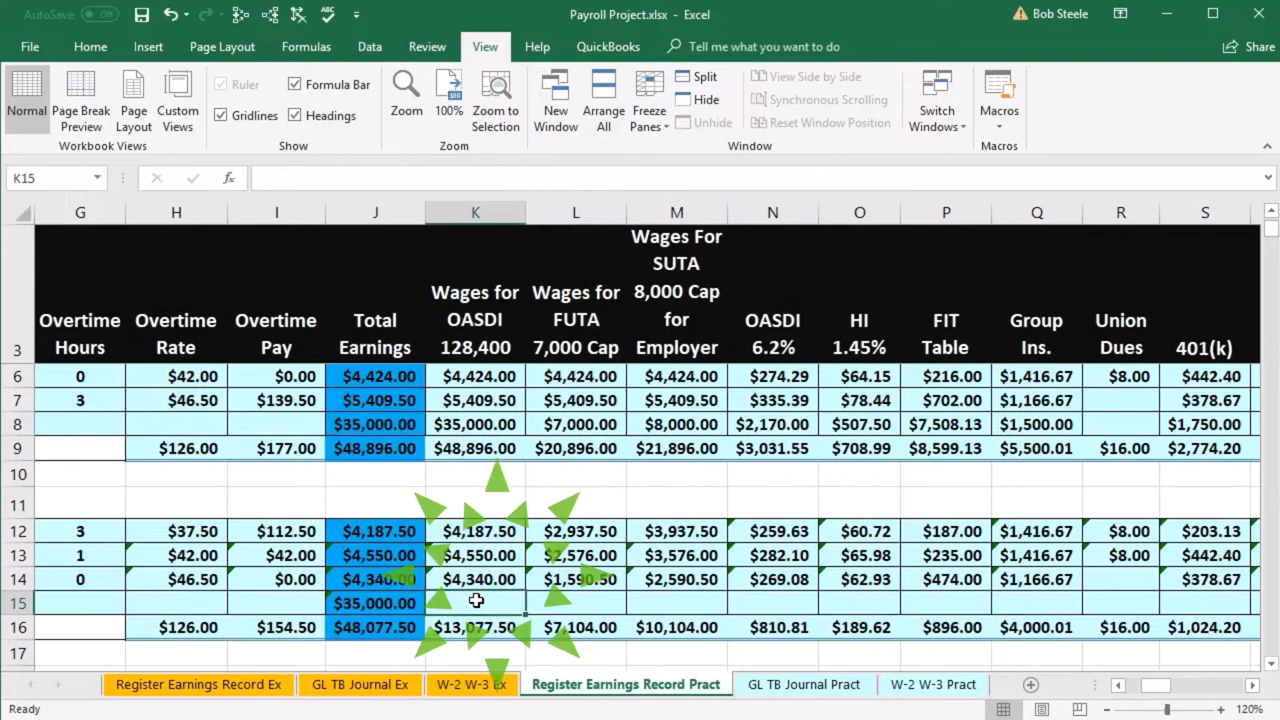 AutoSave Off Payroll Project.xlsx - Excel Bob Steele
File Home Insert Page Layout Formulas Data Review View Help QuickBooks Tell me what you want to do Share
Normal Page Break Preview Page Layout Custom Views
Workbook Views
Ruler Formula Bar
Gridlines Headings
Show
Zoom 100% Zoom to Selection
Zoom
New Window Arrange All Freeze Panes
Split
Hide
Unhide
View Side by Side
Synchronous Scrolling
Reset Window Position
Window
Switch Windows
Macros
Macros
K15 fx
G H I J K L M N O P Q R S
3
Overtime Hours
Overtime Rate
Overtime Pay
Total Earnings
Wages for OASDI 128,400
Wages for FUTA 7,000 Cap
Wages For SUTA 8,000 Cap for Employer
OASDI 6.2%
HI 1.45%
FIT Table
Group Ins.
Union Dues
401(k)
6 0 $42.00 $0.00 $4,424.00 $4,424.00 $4,424.00 $4,424.00 $274.29 $64.15 $216.00 $1,416.67 $8.00 $442.40
7 3 $46.50 $139.50 $5,409.50 $5,409.50 $5,409.50 $5,409.50 $335.39 $78.44 $702.00 $1,166.67 $378.67
8 $35,000.00 $35,000.00 $7,000.00 $8,000.00 $2,170.00 $507.50 $7,508.13 $1,500.00 $1,750.00
9 $126.00 $177.00 $48,896.00 $48,896.00 $20,896.00 $21,896.00 $3,031.55 $708.99 $8,599.13 $5,500.01 $16.00 $2,774.20
10
11
12 3 $37.50 $112.50 $4,187.50 $4,187.50 $2,937.50 $3,937.50 $259.63 $60.72 $187.00 $1,416.67 $8.00 $203.13
13 1 $42.00 $42.00 $4,550.00 $4,550.00 $2,576.00 $3,576.00 $282.10 $65.98 $235.00 $1,416.67 $8.00 $442.40
14 0 $46.50 $0.00 $4,340.00 $4,340.00 $1,590.50 $2,590.50 $269.08 $62.93 $474.00 $1,166.67 $378.67
15 $35,000.00
16 $126.00 $154.50 $48,077.50 $13,077.50 $7,104.00 $10,104.00 $810.81 $189.62 $896.00 $4,000.01 $16.00 $1,024.20
17
Register Earnings Record Ex GL TB Journal Ex W-2 W-3 Ex Register Earnings Record Pract GL TB Journal Pract W-2 W-3 Pract
Ready 120%